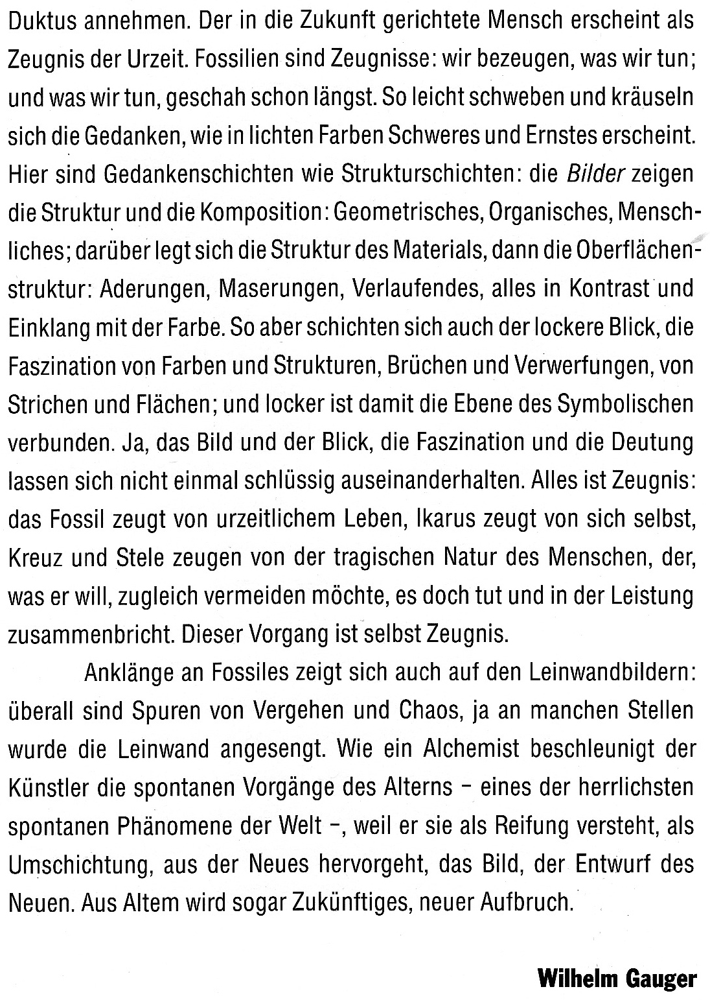 Duktus annehmen. Der in die Zukunft gerichtete Mensch erscheint als
Zeugnis der Urzeit. Fossilien sind Zeugnisse: wir bezeugen, was wir tun;
und was wir tun, geschah schon längst. So leicht schweben und kräuseln
sich die Gedanken, wie in lichten Farben Schweres und Ernstes erscheint.
Hier sind Gedankenschichten wie Strukturschichten: die Bilder zeigen
die Struktur und die Komposition: Geometrisches, Organisches, Mensch-
liches; darüber legt sich die Struktur des Materials, dann die Oberflächen-
struktur: Aderungen, Maserungen, Verlaufendes, alles in Kontrast und
Einklang mit der Farbe. So aber schichten sich auch der lockere Blick, die
Faszination von Farben und Strukturen, Brüchen und Verwerfungen, von
Strichen und Flächen; und locker ist damit die Ebene des Symbolischen
verbunden. Ja, das Bild und der Blick, die Faszination und die Deutung
lassen sich nicht einmal schlüssig auseinanderhalten. Alles ist Zeugnis:
das Fossil zeugt von urzeitlichem Leben, Ikarus zeugt von sich selbst,
Kreuz und Stele zeugen von der tragischen Natur des Menschen, der,
was er will, zugleich vermeiden möchte, es doch tut und in der Leistung
zusammenbricht. Dieser Vorgang ist selbst Zeugnis.
Anklänge an Fossiles zeigt sich auch auf den Leinwandbildern:
überall sind Spuren von Vergehen und Chaos, ja an manchen Stellen
wurde die Leinwand angesengt. Wie ein Alchemist beschleunigt der
Künstler die spontanen Vorgänge des Alterns – eines der herrlichsten
spontanen Phänomene der Welt –, weil er sie als Reifung versteht, als
Umschichtung, aus der Neues hervorgeht, das Bild, der Entwurf des
Neuen. Aus Altem wird sogar Zukünftiges, neuer Aufbruch.
Wilhelm Gauger